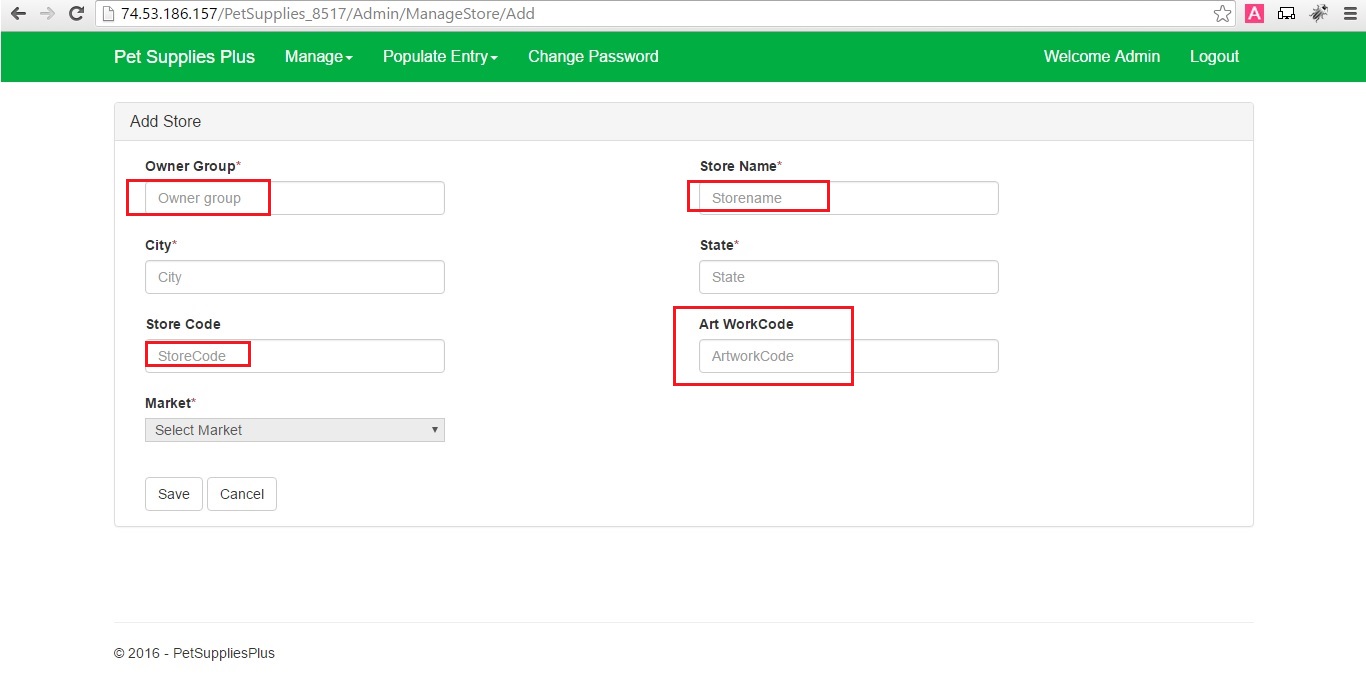 74.53.186.157/PetSupplies_8517/Admin/ManageStore/Add
A
Pet Supplies Plus Manage Populate Entry Change Password Welcome Admin Logout
Add Store
Owner Group* Store Name*
Owner group Storename
City* State*
City State
Store Code Art WorkCode
StoreCode ArtworkCode
Market*
Select Market
Save Cancel
© 2016 - PetSuppliesPlus